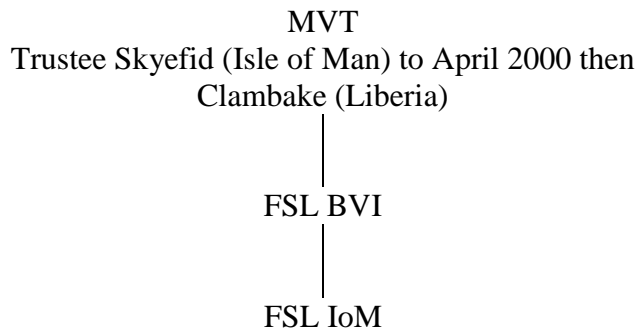 MVT
Trustee Skyefid (Isle of Man) to April 2000 then
Clambake (Liberia)
FSL BVI
FSL IoM